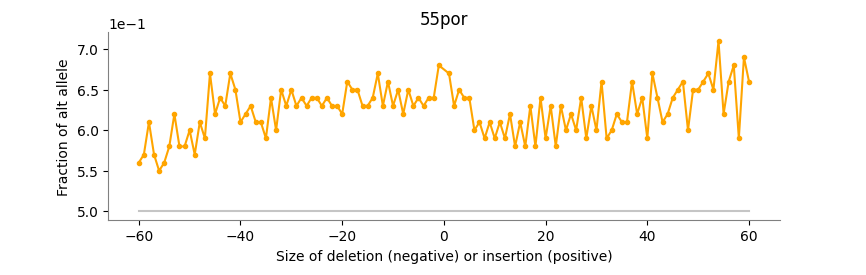 55por
1e−1
7.0
6.5
6.0
5.5
5.0
Fraction of alt allele
−60 −40 −20 0 20 40 60
Size of deletion (negative) or insertion (positive)